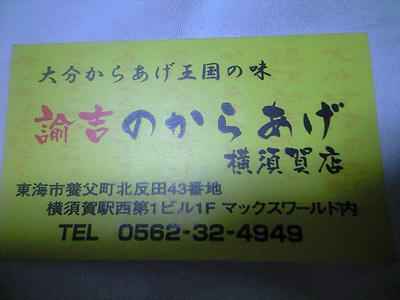 大分からあげ王国の味
諭吉のからあげ
横須賀店
東海市養父町北反田43番地
横須賀駅西第1ビル1F マックスワールド内
TEL 0562-32-4949